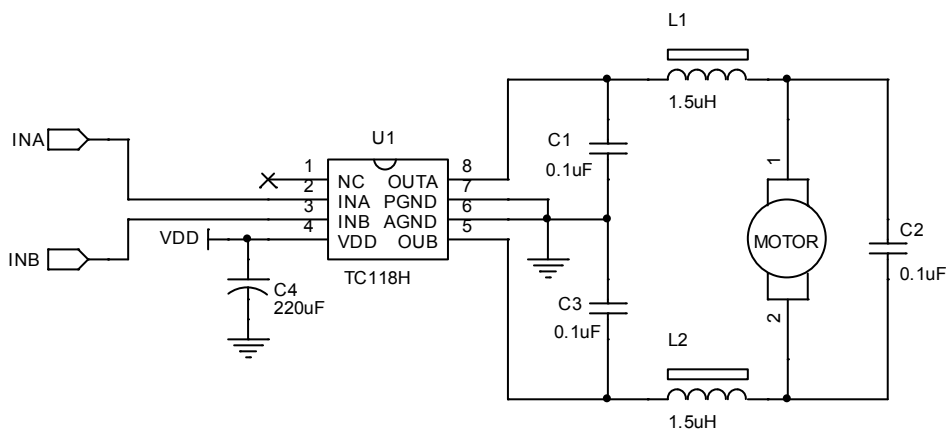 L1
1.5uH
U1
INA
1
NC
OUTA
8
2
INA
PGND
7
3
INB
AGND
6
4
VDD
OUB
5
TC118H
VDD
INB
C4
220uF
C1
0.1uF
C3
0.1uF
1
MOTOR
2
C2
0.1uF
L2
1.5uH